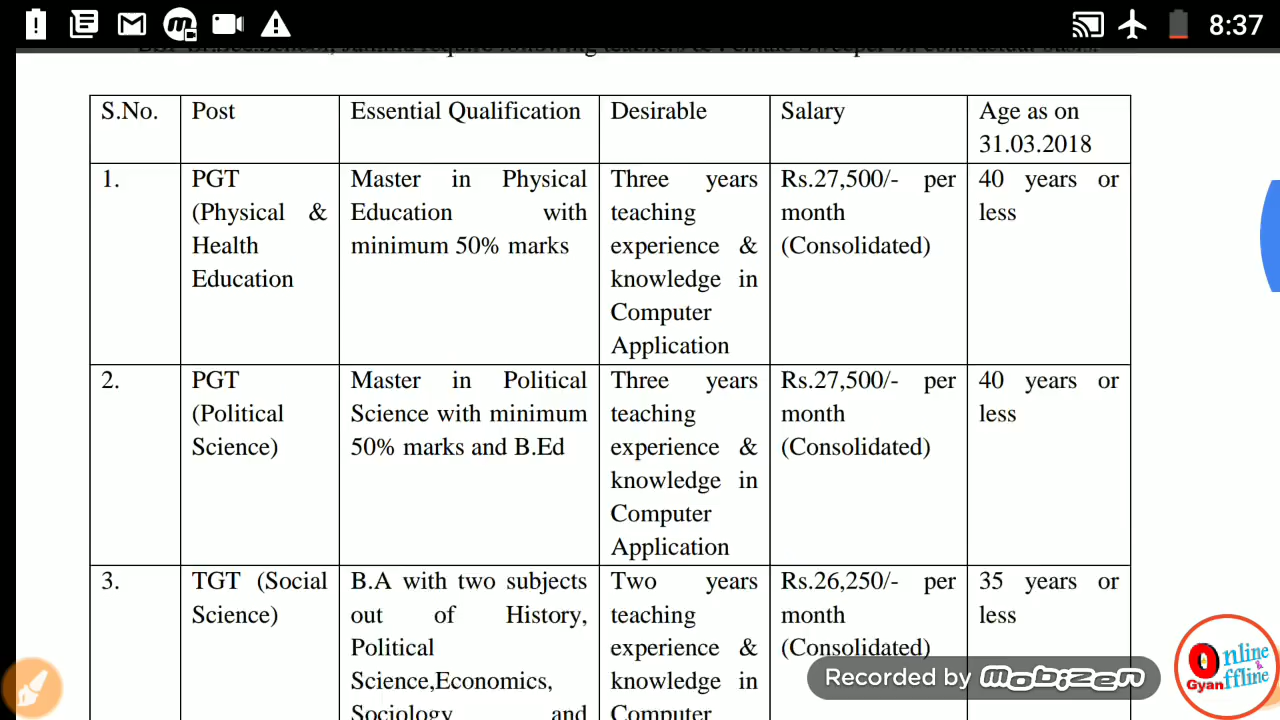 8:37
S.No. Post Essential Qualification Desirable Salary Age as on
31.03.2018
1. PGT Master in Physical Three years Rs.27,500/- per 40 years or
(Physical & Education with teaching month less
Health minimum 50% marks experience & (Consolidated)
Education knowledge in
Computer
Application
2. PGT Master in Political Three years Rs.27,500/- per 40 years or
(Political Science with minimum teaching month less
Science) 50% marks and B.Ed experience & (Consolidated)
knowledge in
Computer
Application
3. TGT (Social B.A with two subjects Two years Rs.26,250/- per 35 years or
Science) out of History, teaching month less
Political experience & (Consolidated)
Science,Economics, knowledge in
Sociology and Computer
Recorded by mobizen
Online
& ffline
Gyan